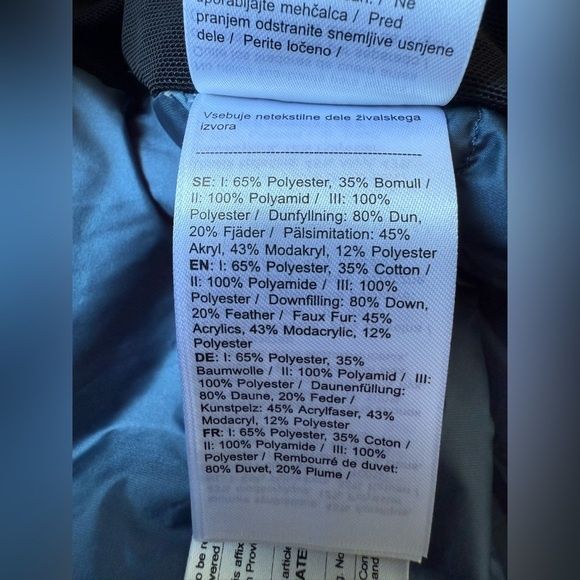 uporabljajte mehčalca / Pred
pranjem odstranite snemljive usnjene
dele / Perite ločeno /
Vsebuje netekstilne dele živalskega
izvora
SE: I: 65% Polyester, 35% Bomull /
II: 100% Polyamid / III: 100%
Polyester / Dunfyllning: 80% Dun,
20% Fjäder / Pälsimitation: 45%
Akryl, 43% Modakryl, 12% Polyester
EN: I: 65% Polyester, 35% Cotton /
II: 100% Polyamide / III: 100%
Polyester / Downfilling: 80% Down,
20% Feather / Faux Fur: 45%
Acrylics, 43% Modacrylic, 12%
Polyester
DE: I: 65% Polyester, 35%
Baumwolle / II: 100% Polyamid / III:
100% Polyester / Daunenfüllung:
80% Daune, 20% Feder /
Kunstpelz: 45% Acrylfaser, 43%
Modacryl, 12% Polyester
FR: I: 65% Polyester, 35% Coton /
II: 100% Polyamide / III: 100%
Polyester / Rembourré de duvet:
80% Duvet, 20% Plume /